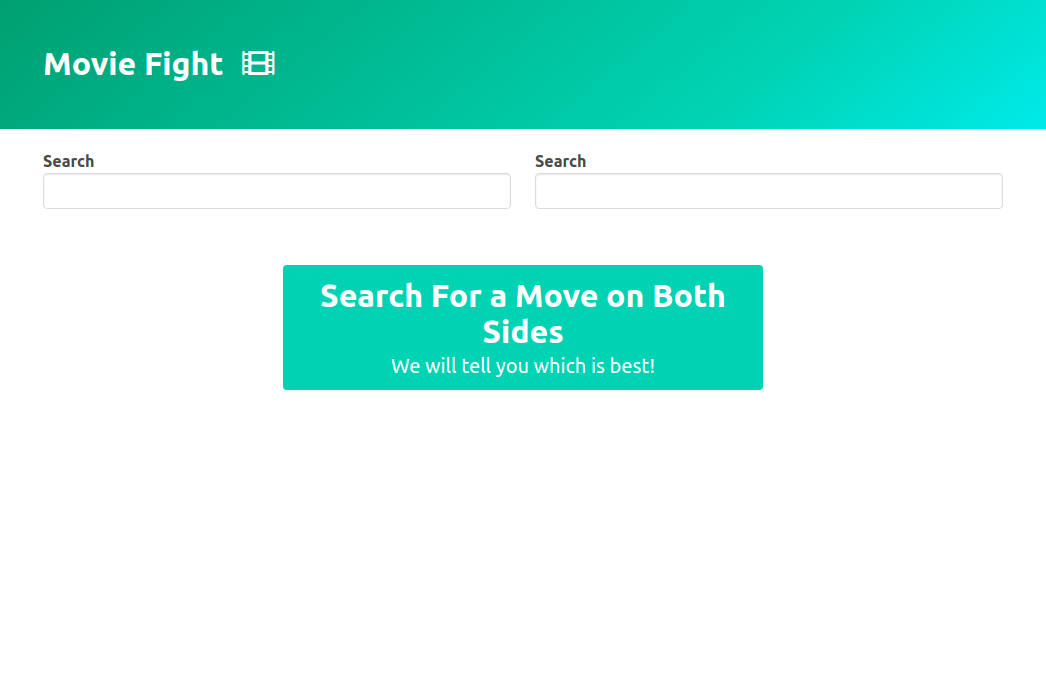 Movie Fight
Search
Search
Search For a Move on Both
Sides
We will tell you which is best!